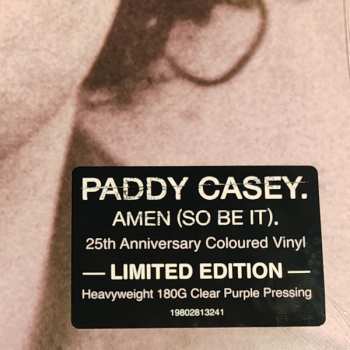 PADDY CASEY.
AMEN (SO BE IT).
25th Anniversary Coloured Vinyl
— LIMITED EDITION —
Heavyweight 180G Clear Purple Pressing
19802813241